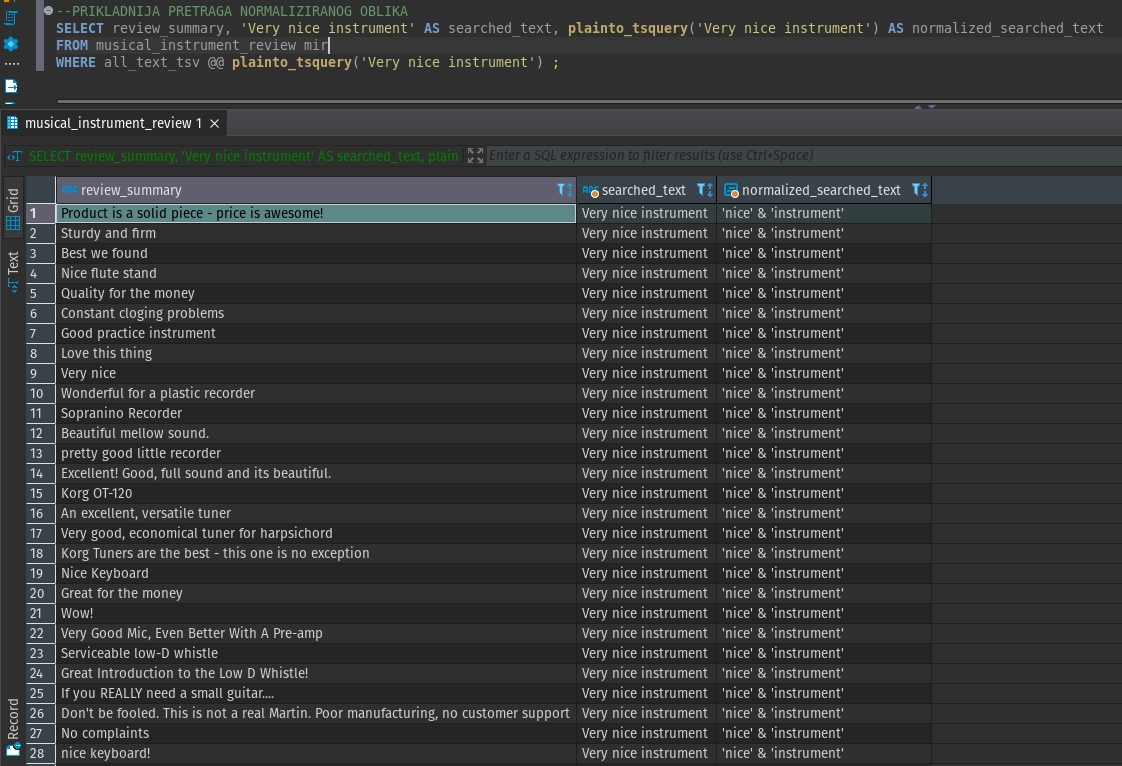 --PRIKLADNIJA PRETRAGA NORMALIZIRANOG OBLIKA
SELECT review_summary, 'Very nice instrument' AS searched_text, plainto_tsquery('Very nice instrument') AS normalized_searched_text
FROM musical_instrument_review mir
WHERE all_text_tsv @@ plainto_tsquery('Very nice instrument') ;
musical_instrument_review 1
SELECT review_summary, 'Very nice instrument' AS searched_text, plain
Enter a SQL expression to filter results (use Ctrl+Space)
Grid
Text
Record
ABC review_summary ABC searched_text normalized_searched_text
1 Product is a solid piece - price is awesome! Very nice instrument 'nice' & 'instrument'
2 Sturdy and firm Very nice instrument 'nice' & 'instrument'
3 Best we found Very nice instrument 'nice' & 'instrument'
4 Nice flute stand Very nice instrument 'nice' & 'instrument'
5 Quality for the money Very nice instrument 'nice' & 'instrument'
6 Constant cloging problems Very nice instrument 'nice' & 'instrument'
7 Good practice instrument Very nice instrument 'nice' & 'instrument'
8 Love this thing Very nice instrument 'nice' & 'instrument'
9 Very nice Very nice instrument 'nice' & 'instrument'
10 Wonderful for a plastic recorder Very nice instrument 'nice' & 'instrument'
11 Sopranino Recorder Very nice instrument 'nice' & 'instrument'
12 Beautiful mellow sound. Very nice instrument 'nice' & 'instrument'
13 pretty good little recorder Very nice instrument 'nice' & 'instrument'
14 Excellent! Good, full sound and its beautiful. Very nice instrument 'nice' & 'instrument'
15 Korg OT-120 Very nice instrument 'nice' & 'instrument'
16 An excellent, versatile tuner Very nice instrument 'nice' & 'instrument'
17 Very good, economical tuner for harpsichord Very nice instrument 'nice' & 'instrument'
18 Korg Tuners are the best - this one is no exception Very nice instrument 'nice' & 'instrument'
19 Nice Keyboard Very nice instrument 'nice' & 'instrument'
20 Great for the money Very nice instrument 'nice' & 'instrument'
21 Wow! Very nice instrument 'nice' & 'instrument'
22 Very Good Mic, Even Better With A Pre-amp Very nice instrument 'nice' & 'instrument'
23 Serviceable low-D whistle Very nice instrument 'nice' & 'instrument'
24 Great Introduction to the Low D Whistle! Very nice instrument 'nice' & 'instrument'
25 If you REALLY need a small guitar.... Very nice instrument 'nice' & 'instrument'
26 Don't be fooled. This is not a real Martin. Poor manufacturing, no customer support Very nice instrument 'nice' & 'instrument'
27 No complaints Very nice instrument 'nice' & 'instrument'
28 nice keyboard! Very nice instrument 'nice' & 'instrument'